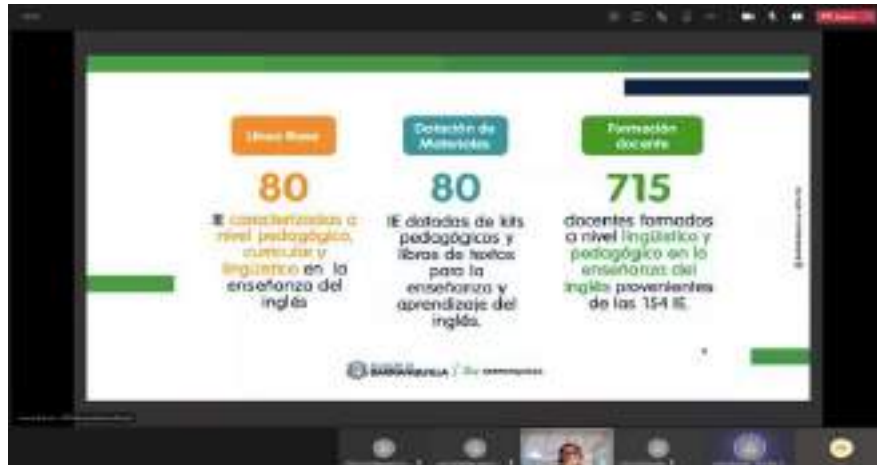 Línea Base
80
IE caracterizadas a
nivel pedagógico,
curricular y
lingüístico en la
enseñanza del
inglés
Dotación de
Materiales
80
IE dotadas de kits
pedagógicos y
libros de textos
para la
enseñanza y
aprendizaje del
inglés.
Formación
docente
715
docentes formados
a nivel lingüístico y
pedagógico en la
enseñanza del
inglés provenientes
de las 154 IE.
BARRANQUILLA